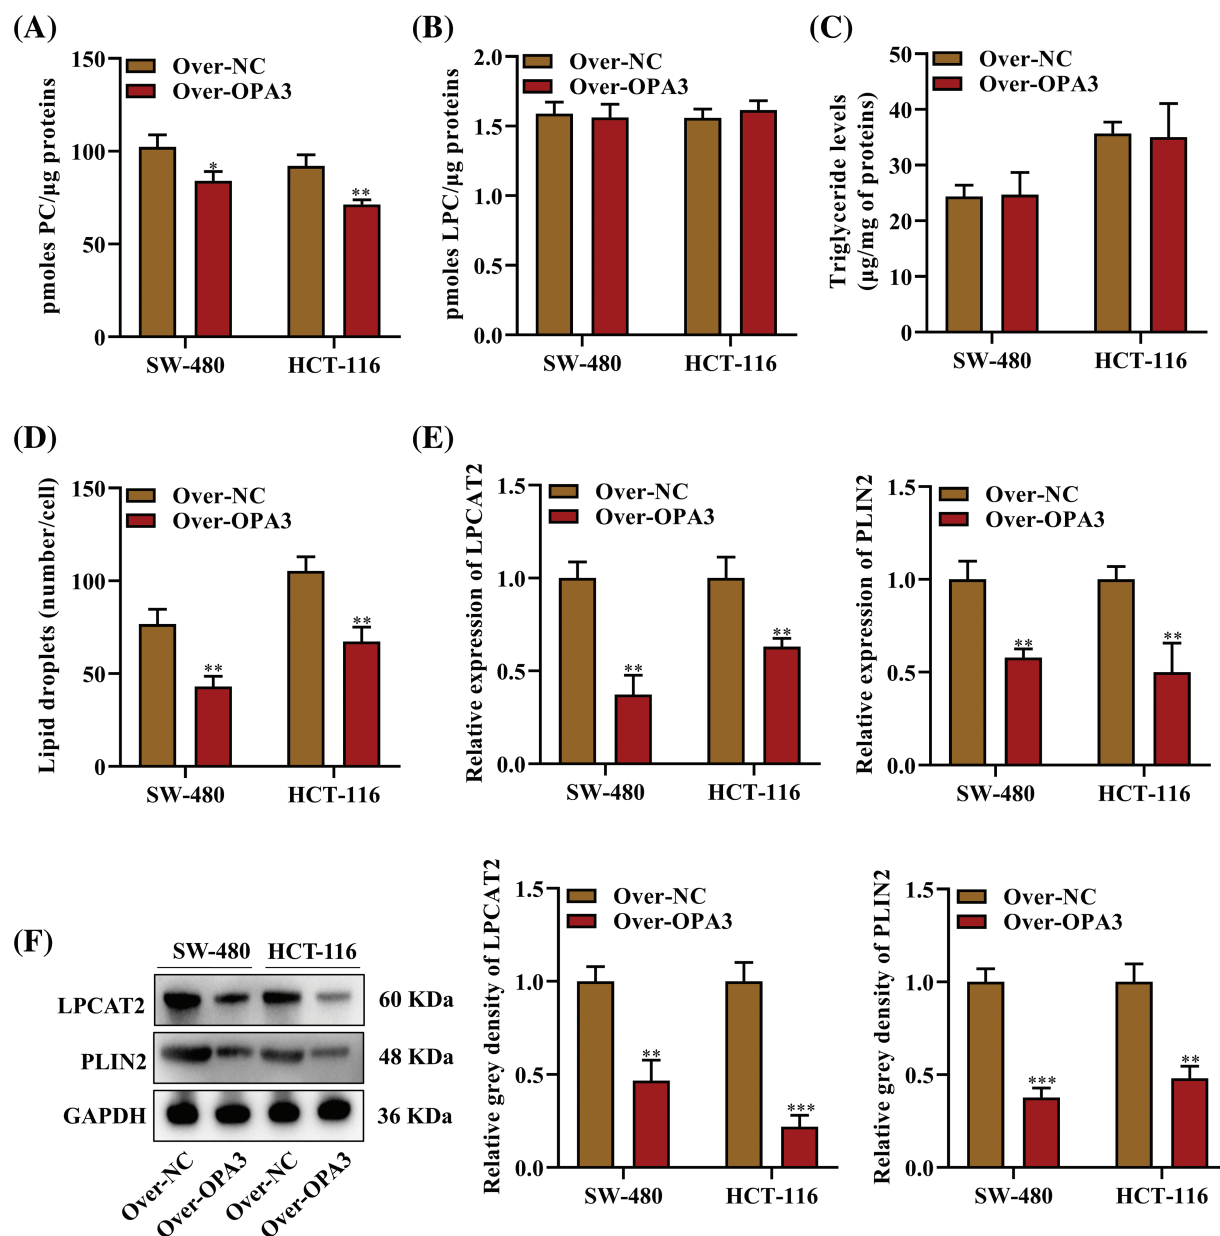 (A)
pmoles PC/μg proteins
150
100
50
0
Over-NC
Over-OPA3
*
**
SW-480
HCT-116
(B)
pmoles LPC/μg proteins
2.0
1.5
1.0
0.5
0.0
Over-NC
Over-OPA3
SW-480
HCT-116
(C)
Triglyceride levels
(μg/mg of proteins)
50
40
30
20
10
0
Over-NC
Over-OPA3
SW-480
HCT-116
(D)
Lipid droplets (number/cell)
150
100
50
0
Over-NC
Over-OPA3
**
**
SW-480
HCT-116
(E)
Relative expression of LPCAT2
1.5
1.0
0.5
0.0
Over-NC
Over-OPA3
**
**
SW-480
HCT-116
Relative expression of PLIN2
1.5
1.0
0.5
0.0
Over-NC
Over-OPA3
**
**
SW-480
HCT-116
(F)
SW-480
HCT-116
LPCAT2
60 KDa
PLIN2
48 KDa
GAPDH
36 KDa
Over-NC
Over-OPA3
Over-NC
Over-OPA3
Relative grey density of LPCAT2
1.5
1.0
0.5
0.0
Over-NC
Over-OPA3
**
***
SW-480
HCT-116
Relative grey density of PLIN2
1.5
1.0
0.5
0.0
Over-NC
Over-OPA3
***
**
SW-480
HCT-116